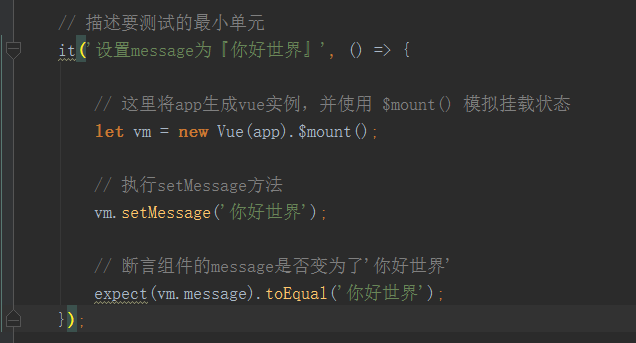 // 描述要测试的最小单元
it('设置message为『你好世界』', () => {
// 这里将app生成vue实例，并使用 $mount() 模拟挂载状态
let vm = new Vue(app).$mount();
// 执行setMessage方法
vm.setMessage('你好世界');
// 断言组件的message是否变为了'你好世界'
expect(vm.message).toEqual('你好世界');
});